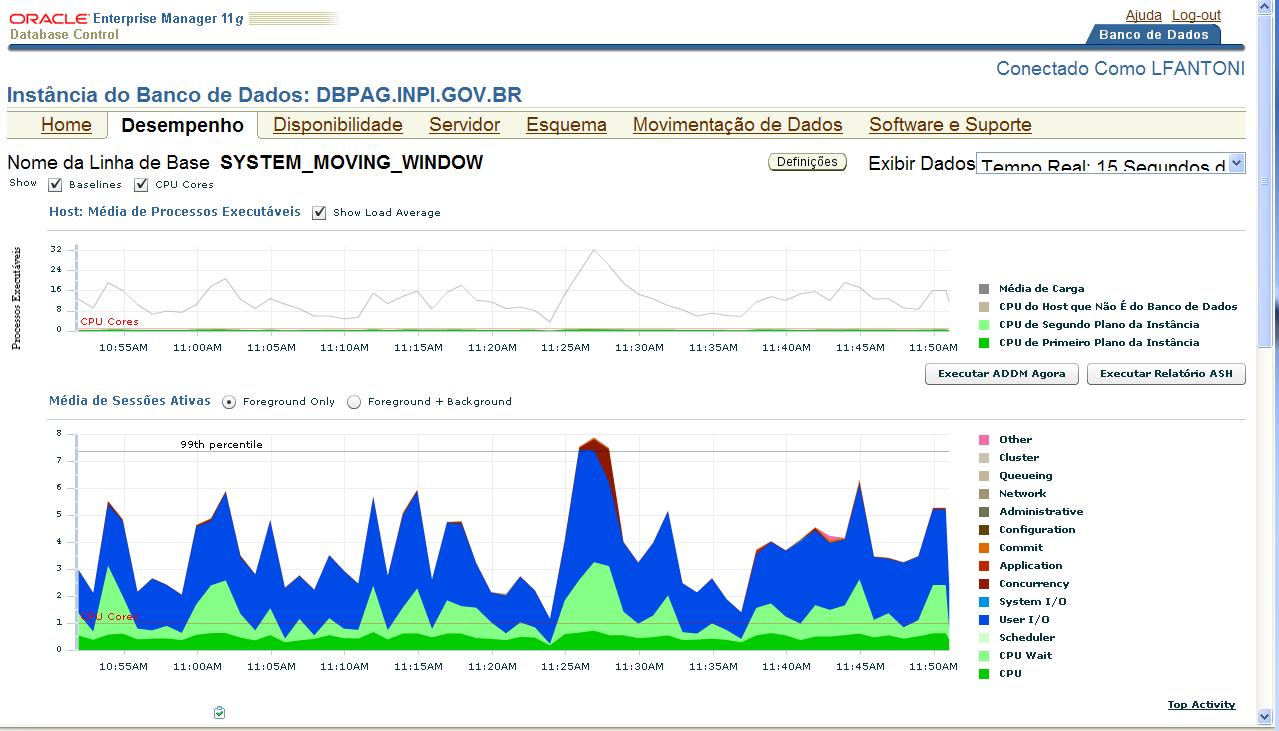 ORACLE Enterprise Manager 11g
Database Control
Ajuda Log-out
Banco de Dados
Conectado Como LFANTONI
Instância do Banco de Dados: DBPAG.INPI.GOV.BR
Home Desempenho Disponibilidade Servidor Esquema Movimentação de Dados Software e Suporte
Nome da Linha de Base SYSTEM_MOVING_WINDOW Definições Exibir Dados Tempo Real: 15 Segundos d
Show Baselines CPU Cores
Host: Média de Processos Executáveis Show Load Average
Processos Executáveis
32
24
16
8
0
CPU Cores
10:55AM 11:00AM 11:05AM 11:10AM 11:15AM 11:20AM 11:25AM 11:30AM 11:35AM 11:40AM 11:45AM 11:50AM
Média de Carga
CPU do Host que Não É do Banco de Dados
CPU de Segundo Plano da Instância
CPU de Primeiro Plano da Instância
Executar ADDM Agora Executar Relatório ASH
Média de Sessões Ativas Foreground Only Foreground + Background
8
7
6
5
4
3
2
1
0
99th percentile
CPU Cores
10:55AM 11:00AM 11:05AM 11:10AM 11:15AM 11:20AM 11:25AM 11:30AM 11:35AM 11:40AM 11:45AM 11:50AM
Other
Cluster
Queueing
Network
Administrative
Configuration
Commit
Application
Concurrency
System I/O
User I/O
Scheduler
CPU Wait
CPU
Top Activity